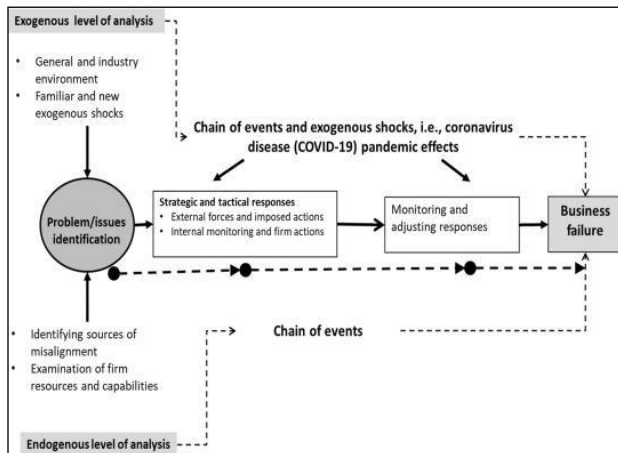 Exogenous level of analysis
• General and industry
environment
• Familiar and new
exogenous shocks
Chain of events and exogenous shocks, i.e., coronavirus
disease (COVID-19) pandemic effects
Problem/issues
identification
Strategic and tactical responses
• External forces and imposed actions
• Internal monitoring and firm actions
Monitoring and
adjusting responses
Business
failure
• Identifying sources of
misalignment
• Examination of firm
resources and capabilities
Chain of events
Endogenous level of analysis